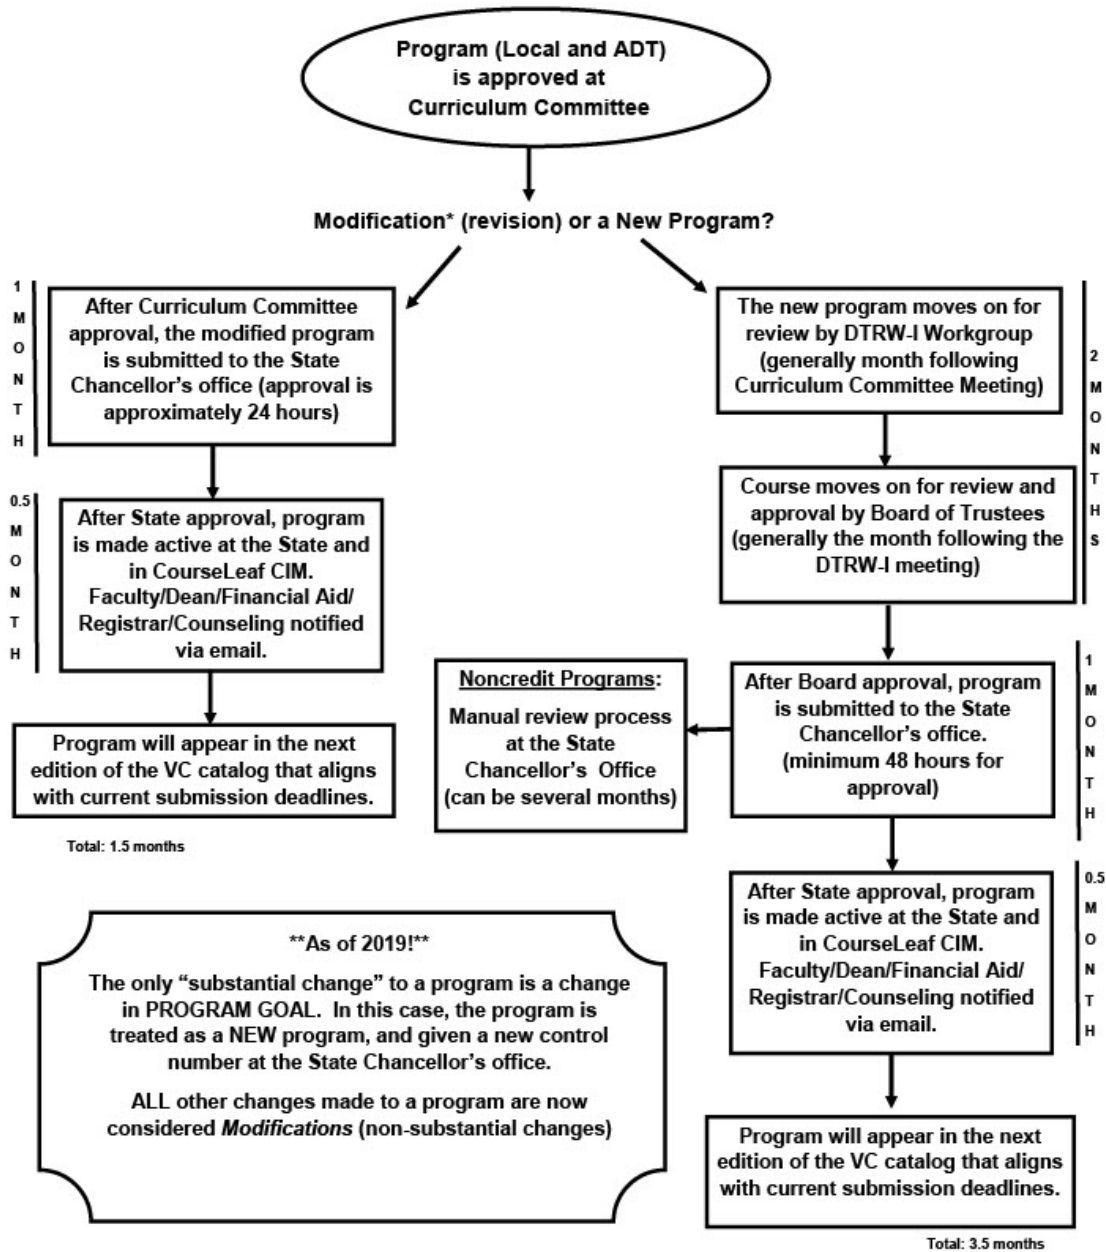 Program (Local and ADT)
is approved at
Curriculum Committee
Modification* (revision) or a New Program?
1
M
O
N
T
H
After Curriculum Committee
approval, the modified program
is submitted to the State
Chancellor's office (approval is
approximately 24 hours)
0.5
M
O
N
T
H
After State approval, program
is made active at the State and
in CourseLeaf CIM.
Faculty/Dean/Financial Aid/
Registrar/Counseling notified
via email.
Program will appear in the next
edition of the VC catalog that aligns
with current submission deadlines.
Total: 1.5 months
The new program moves on for
review by DTRW-I Workgroup
(generally month following
Curriculum Committee Meeting)
2
M
O
N
T
H
S
Course moves on for review and
approval by Board of Trustees
(generally the month following the
DTRW-I meeting)
After Board approval, program
is submitted to the State
Chancellor's office.
(minimum 48 hours for
approval)
1
M
O
N
T
H
Noncredit Programs:
Manual review process
at the State
Chancellor's Office
(can be several months)
After State approval, program
is made active at the State and
in CourseLeaf CIM.
Faculty/Dean/Financial Aid/
Registrar/Counseling notified
via email.
0.5
M
O
N
T
H
Program will appear in the next
edition of the VC catalog that aligns
with current submission deadlines.
Total: 3.5 months
**As of 2019!**
The only “substantial change” to a program is a change
in PROGRAM GOAL. In this case, the program is
treated as a NEW program, and given a new control
number at the State Chancellor's office.
ALL other changes made to a program are now
considered Modifications (non-substantial changes)